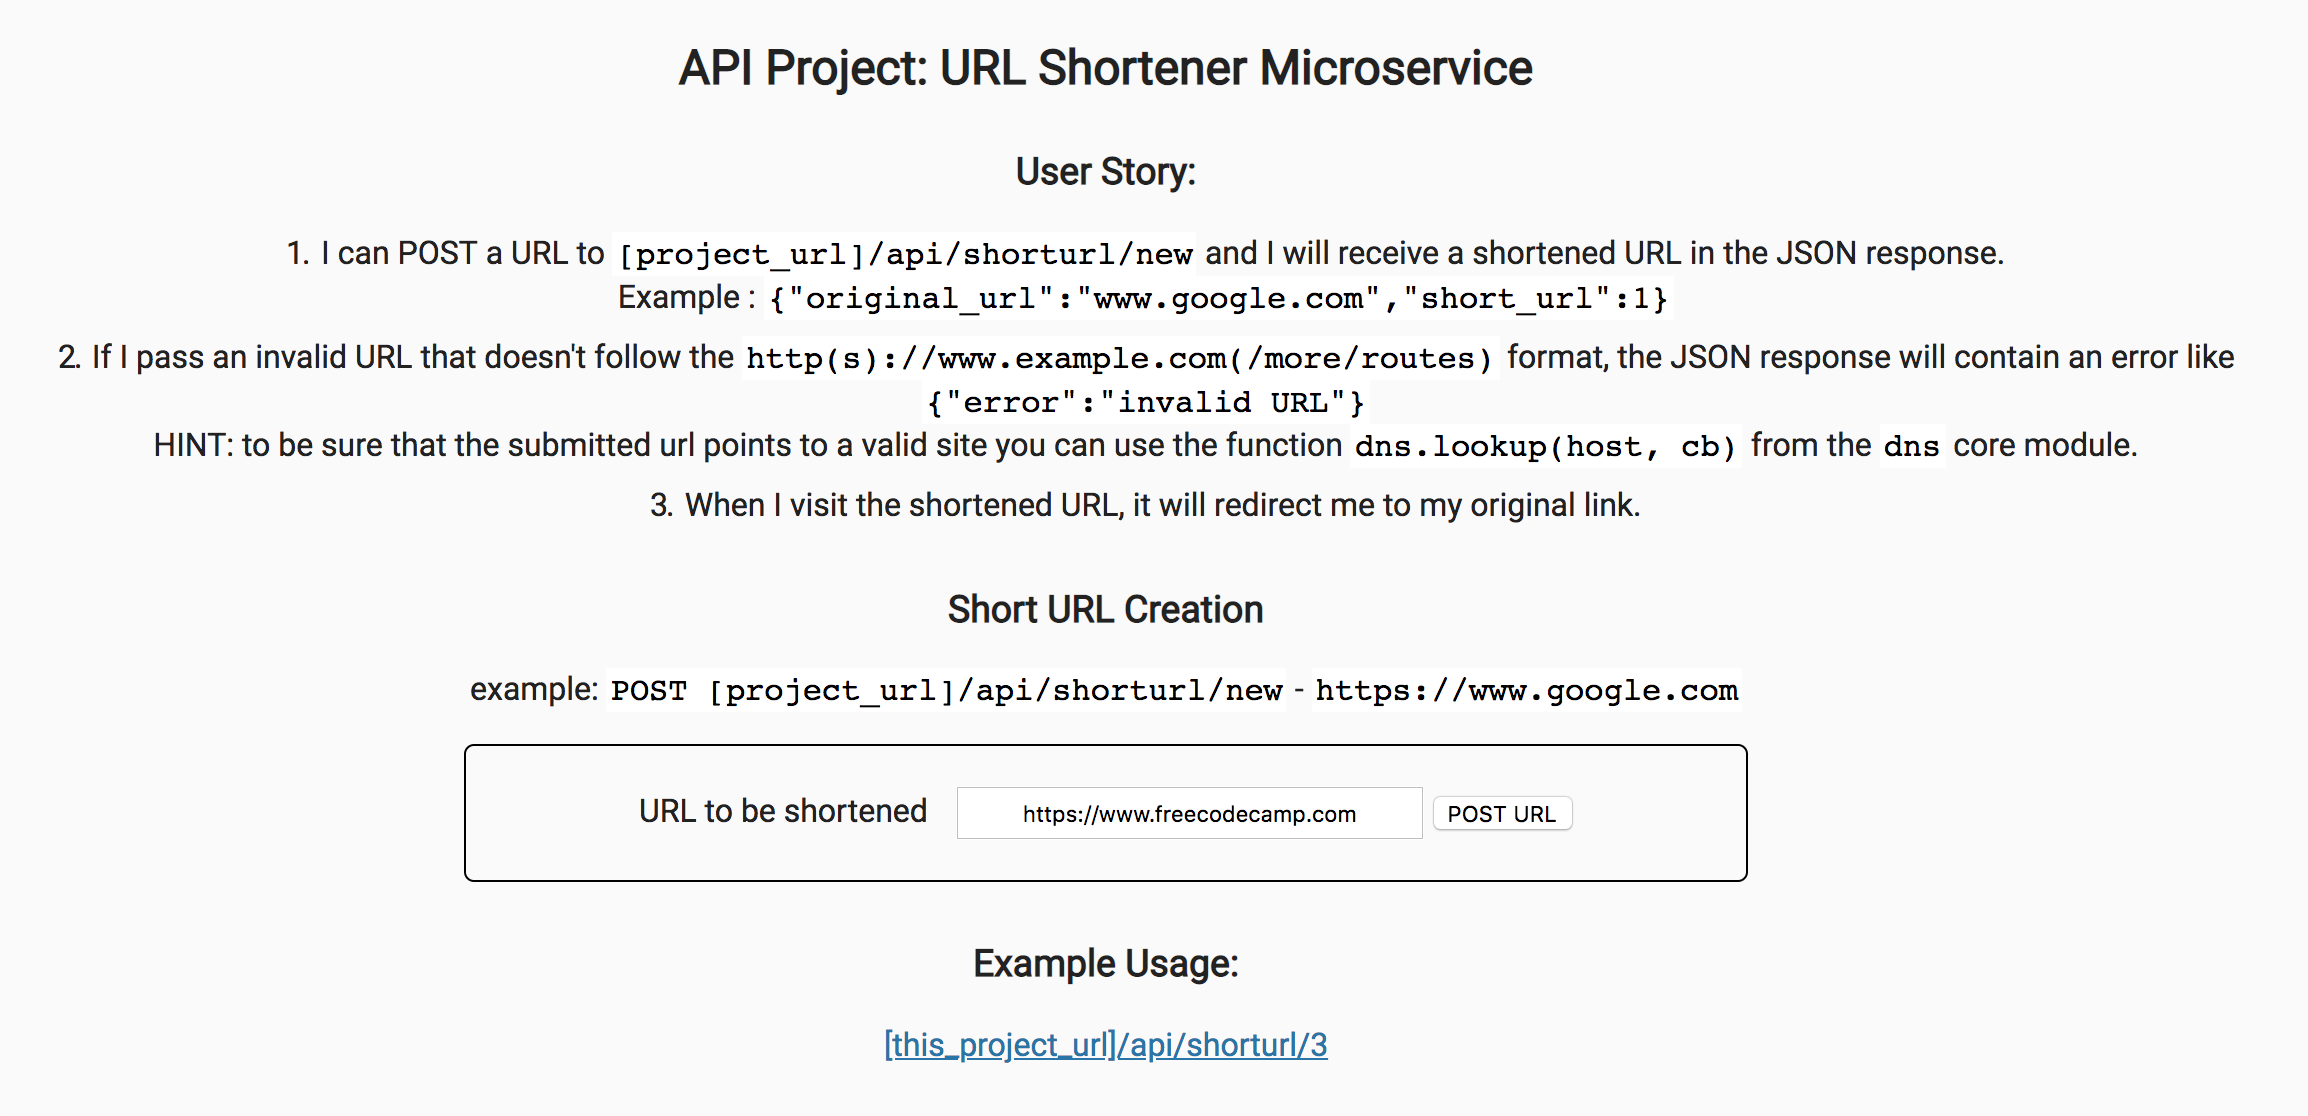 API Project: URL Shortener Microservice
User Story:
1. I can POST a URL to [project_url]/api/shorturl/new and I will receive a shortened URL in the JSON response.
Example : {"original_url":"www.google.com","short_url":1}
2. If I pass an invalid URL that doesn't follow the http(s)://www.example.com(/more/routes) format, the JSON response will contain an error like
{"error":"invalid URL"}
HINT: to be sure that the submitted url points to a valid site you can use the function dns.lookup(host, cb) from the dns core module.
3. When I visit the shortened URL, it will redirect me to my original link.
Short URL Creation
example: POST [project_url]/api/shorturl/new - https://www.google.com
URL to be shortened https://www.freecodecamp.com POST URL
Example Usage:
[this_project_url]/api/shorturl/3